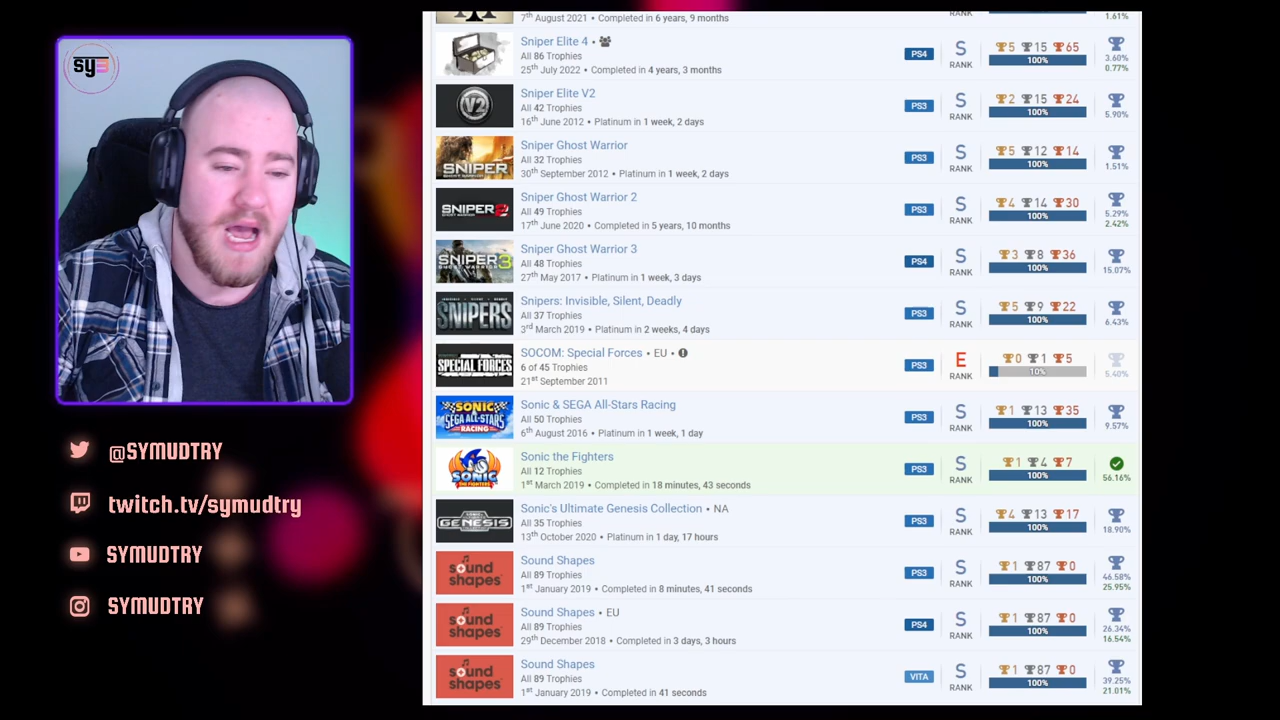 sy3
@SYMUDTRY
twitch.tv/symudtry
SYMUDTRY
SYMUDTRY
7th August 2021 • Completed in 6 years, 9 months
RANK
1.61%
Sniper Elite 4 •
All 86 Trophies
25th July 2022 • Completed in 4 years, 3 months
PS4
S
RANK
5 15 65
100%
3.60%
0.77%
V2
Sniper Elite V2
All 42 Trophies
16th June 2012 • Platinum in 1 week, 2 days
PS3
S
RANK
2 15 24
100%
5.90%
SNIPER
Sniper Ghost Warrior
All 32 Trophies
30th September 2012 • Platinum in 1 week, 2 days
PS3
S
RANK
5 12 14
100%
1.51%
SNIPER 2
Sniper Ghost Warrior 2
All 49 Trophies
17th June 2020 • Completed in 5 years, 10 months
PS3
S
RANK
4 14 30
100%
5.29%
2.42%
SNIPER 3
Sniper Ghost Warrior 3
All 48 Trophies
27th May 2017 • Platinum in 1 week, 3 days
PS4
S
RANK
3 8 36
100%
15.07%
SNIPERS
Snipers: Invisible, Silent, Deadly
All 37 Trophies
3rd March 2019 • Platinum in 2 weeks, 4 days
PS3
S
RANK
5 9 22
100%
6.43%
SPECIAL FORCES
SOCOM: Special Forces • EU •
6 of 45 Trophies
21st September 2011
PS3
E
RANK
0 1 5
10%
5.40%
SONIC
SEGA ALL-STARS
RACING
Sonic & SEGA All-Stars Racing
All 50 Trophies
6th August 2016 • Platinum in 1 week, 1 day
PS3
S
RANK
1 13 35
100%
9.57%
SONIC
Sonic the Fighters
All 12 Trophies
1st March 2019 • Completed in 18 minutes, 43 seconds
PS3
S
RANK
1 4 7
100%
56.16%
GENESIS
Sonic's Ultimate Genesis Collection • NA
All 35 Trophies
13th October 2020 • Platinum in 1 day, 17 hours
PS3
S
RANK
4 13 17
100%
18.90%
sound
shapes
Sound Shapes
All 89 Trophies
1st January 2019 • Completed in 8 minutes, 41 seconds
PS3
S
RANK
1 87 0
100%
46.58%
25.95%
sound
shapes
Sound Shapes • EU
All 89 Trophies
29th December 2018 • Completed in 3 days, 3 hours
PS4
S
RANK
1 87 0
100%
26.34%
16.54%
sound
shapes
Sound Shapes
All 89 Trophies
1st January 2019 • Completed in 41 seconds
VITA
S
RANK
1 87 0
100%
39.25%
21.01%